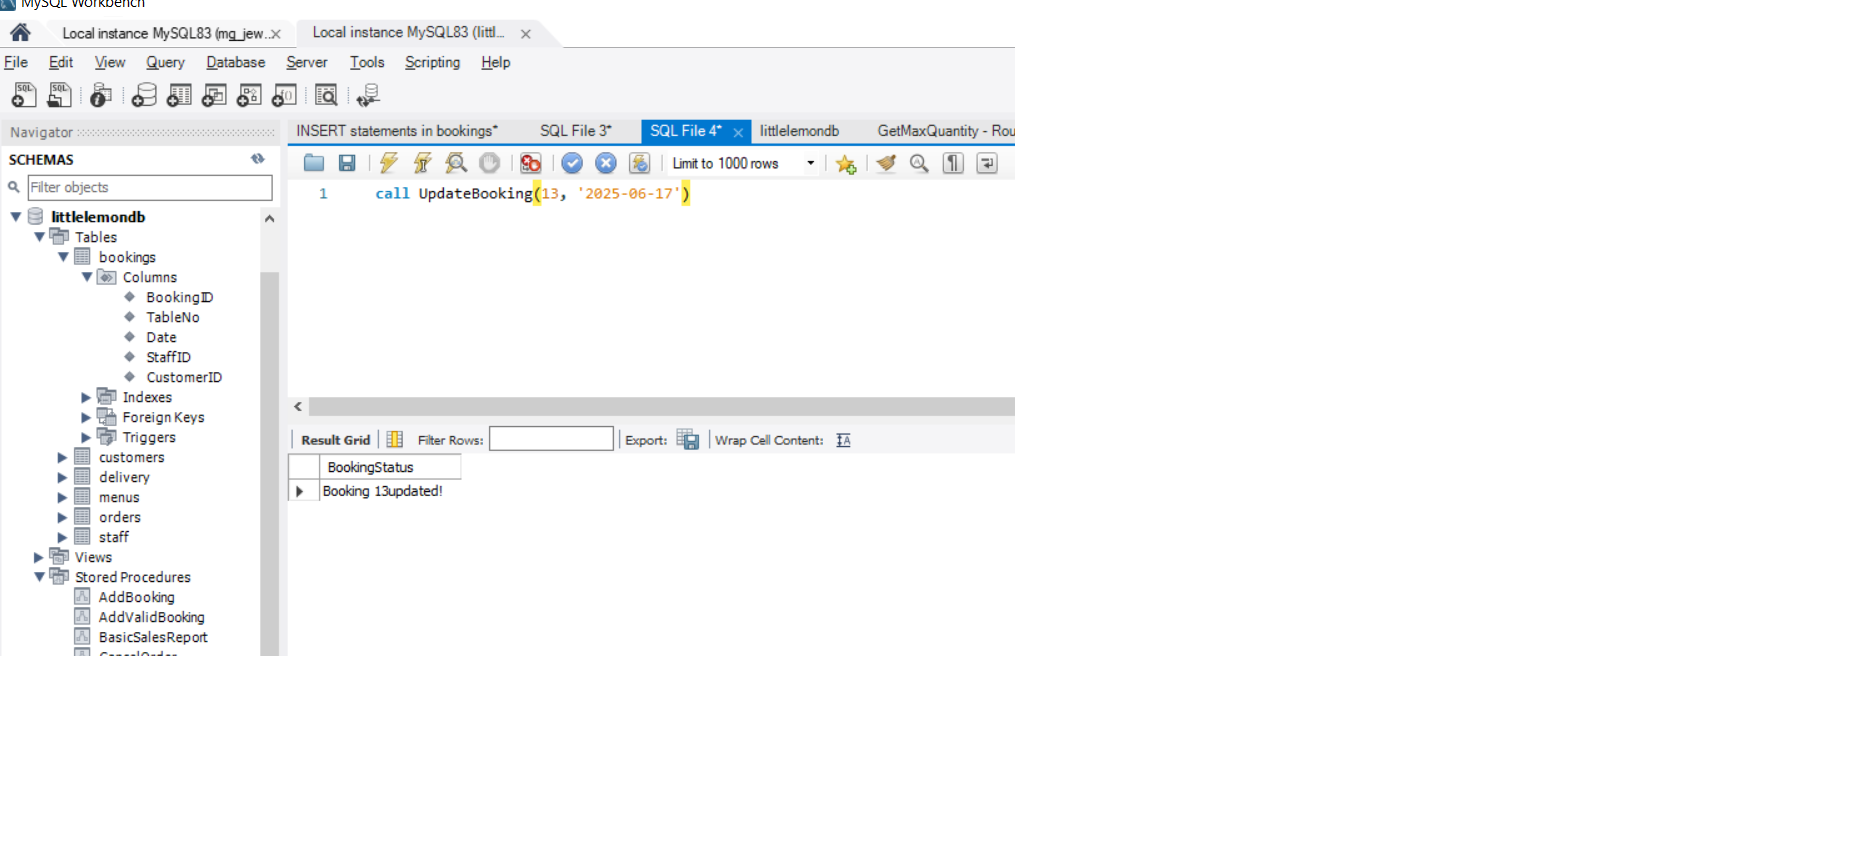 MySQL Workbench
Local instance MySQL83 (mg_jew..
Local instance MySQL83 (littl...
File Edit View Query Database Server Tools Scripting Help
Navigator
INSERT statements in bookings*
SQL File 3*
SQL File 4*
littlelemondb
GetMaxQuantity - Rou
SCHEMAS
Filter objects
Limit to 1000 rows
1 call UpdateBooking(13, '2025-06-17')
littlelemondb
Tables
bookings
Columns
BookingID
TableNo
Date
StaffID
CustomerID
Indexes
Foreign Keys
Triggers
customers
delivery
menus
orders
staff
Views
Stored Procedures
AddBooking
AddValidBooking
BasicSalesReport
CancelOrder
Result Grid
Filter Rows:
Export:
Wrap Cell Content:
BookingStatus
Booking 13updated!